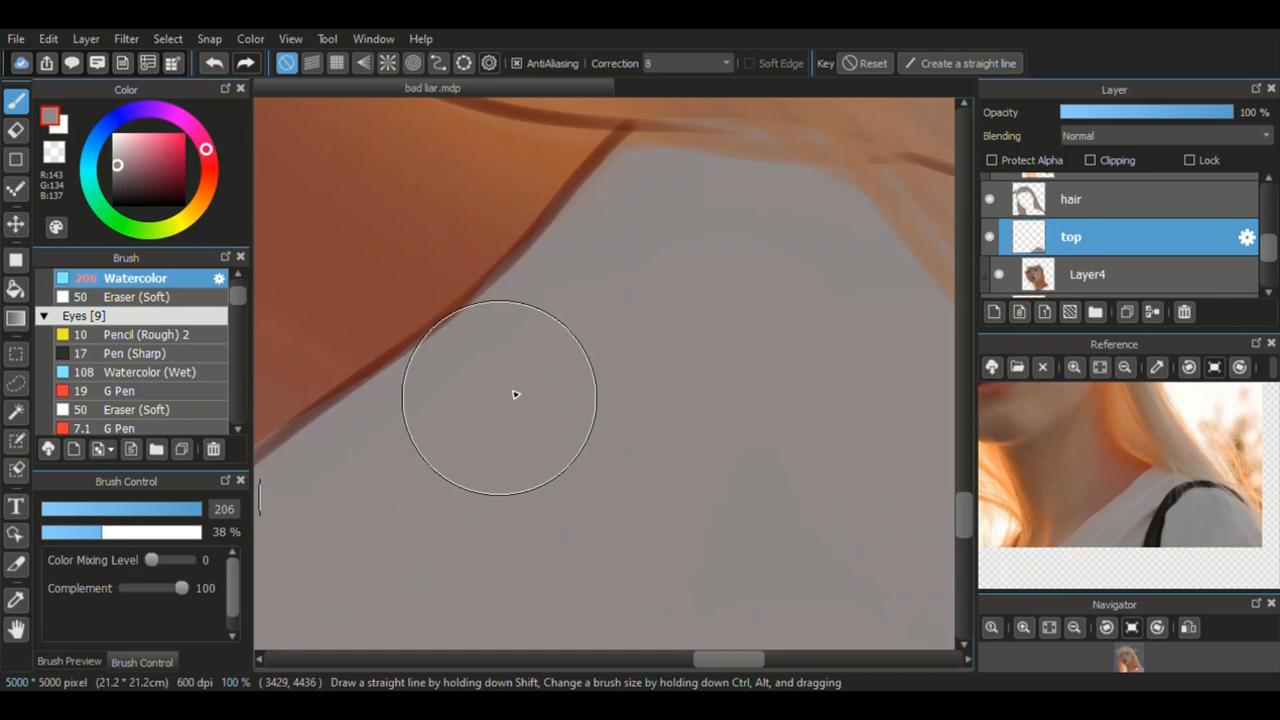 File Edit Layer Filter Select Snap Color View Tool Window Help
AntiAliasing Correction 8 Soft Edge Key Reset Create a straight line
Color
bad liar.mdp
Layer
R:143
G:134
B:137
Opacity 100 %
Blending Normal
Protect Alpha Clipping Lock
hair
top
Layer4
Brush
206 Watercolor
50 Eraser (Soft)
Eyes [9]
10 Pencil (Rough) 2
17 Pen (Sharp)
108 Watercolor (Wet)
19 G Pen
50 Eraser (Soft)
7.1 G Pen
Reference
Brush Control
206
38 %
Color Mixing Level 0
Complement 100
Brush Preview Brush Control
Navigator
5000 * 5000 pixel (21.2 * 21.2cm) 600 dpi 100 % ( 3429, 4436 ) Draw a straight line by holding down Shift, Change a brush size by holding down Ctrl, Alt, and dragging